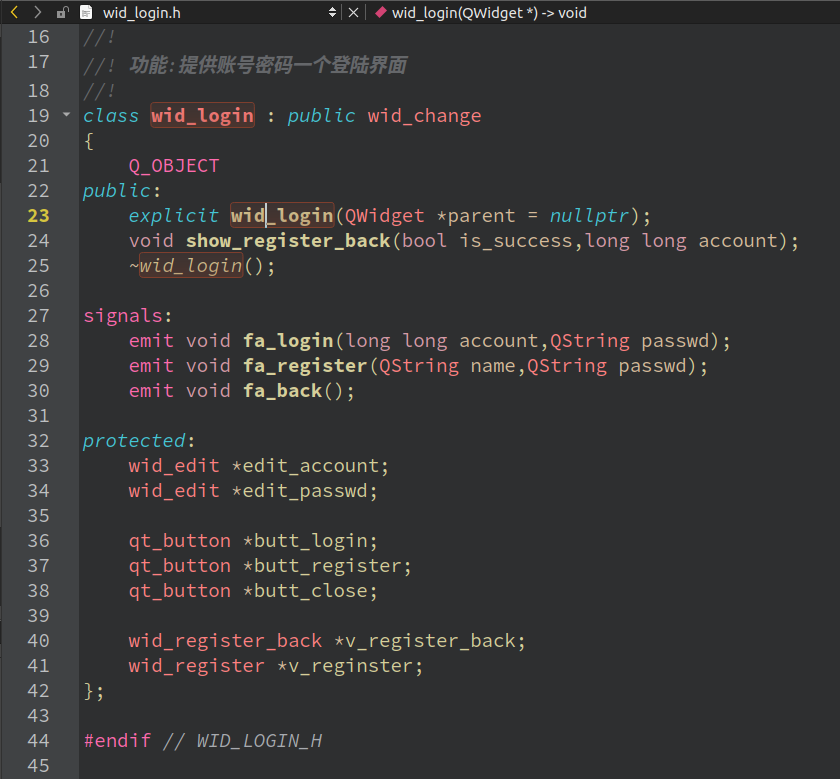 wid_login.h wid_login(QWidget *) -> void
16 //!
17 //! 功能:提供账号密码一个登陆界面
18 //!
19 class wid_login : public wid_change
20 {
21     Q_OBJECT
22 public:
23     explicit wid_login(QWidget *parent = nullptr);
24     void show_register_back(bool is_success,long long account);
25     ~wid_login();
26
27 signals:
28     emit void fa_login(long long account,QString passwd);
29     emit void fa_register(QString name,QString passwd);
30     emit void fa_back();
31
32 protected:
33     wid_edit *edit_account;
34     wid_edit *edit_passwd;
35
36     qt_button *butt_login;
37     qt_button *butt_register;
38     qt_button *butt_close;
39
40     wid_register_back *v_register_back;
41     wid_register *v_reginster;
42 };
43
44 #endif // WID_LOGIN_H
45